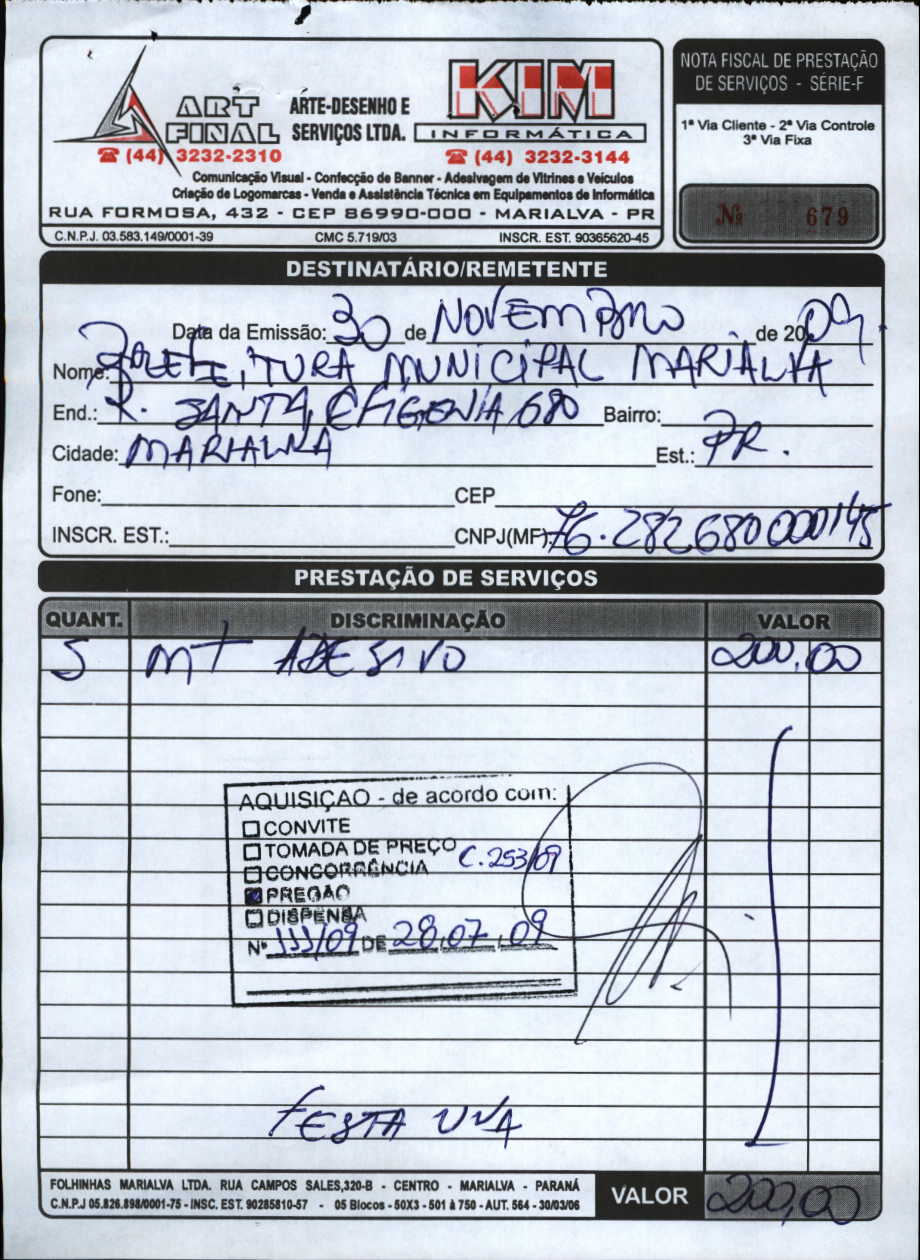 ART FINAL
ARTE-DESENHO E SERVIÇOS LTDA.
KIM INFORMÁTICA
(44) 3232-2310
(44) 3232-3144
Comunicação Visual - Confecção de Banner - Adesivagem de Vitrines e Veículos
Criação de Logomarcas - Venda e Assistência Técnica em Equipamentos de Informática
RUA FORMOSA, 432 - CEP 86990-000 - MARIALVA - PR
C.N.P.J. 03.583.149/0001-39 CMC 5.719/03 INSCR. EST. 90365620-45
NOTA FISCAL DE PRESTAÇÃO
DE SERVIÇOS - SÉRIE-F
1ª Via Cliente - 2ª Via Controle
3ª Via Fixa
Nº 679
DESTINATÁRIO/REMETENTE
Data da Emissão: 30 de NOVEMBRO de 2009.
Nome: PREFEITURA MUNICIPAL MARIALVA
End.: R. SANTA EFIGENIA 680 Bairro:
Cidade: MARIALVA Est.: PR.
Fone: CEP
INSCR. EST.: CNPJ(MF) 76.282680000145
PRESTAÇÃO DE SERVIÇOS
QUANT. DISCRIMINAÇÃO VALOR
5 MT ADESIVO 200,00
AQUISIÇÃO - de acordo com:
CONVITE
TOMADA DE PREÇO
C.253/09
CONCORRÊNCIA
PREGÃO
DISPENSA
Nº 111/09 DE 28,07,09
FESTA UVA
FOLHINHAS MARIALVA LTDA. RUA CAMPOS SALES,320-B - CENTRO - MARIALVA - PARANÁ
C.N.P.J 05.826.898/0001-75 - INSC. EST. 90285810-57 - 05 Blocos - 50X3 - 501 à 750 - AUT. 564 - 30/03/06
VALOR 200,00